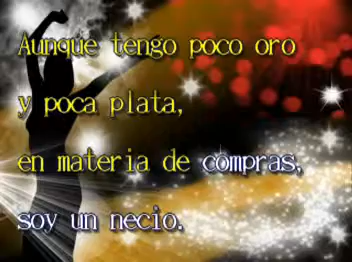 Aunque tengo poco oro
y poca plata,
en materia de compras,
soy un necio.